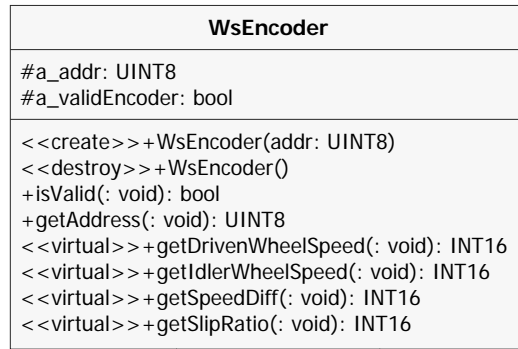 WsEncoder
#a_addr: UINT8
#a_validEncoder: bool
<<create>>+WsEncoder(addr: UINT8)
<<destroy>>+WsEncoder()
+isValid(: void): bool
+getAddress(: void): UINT8
<<virtual>>+getDrivenWheelSpeed(: void): INT16
<<virtual>>+getIdlerWheelSpeed(: void): INT16
<<virtual>>+getSpeedDiff(: void): INT16
<<virtual>>+getSlipRatio(: void): INT16